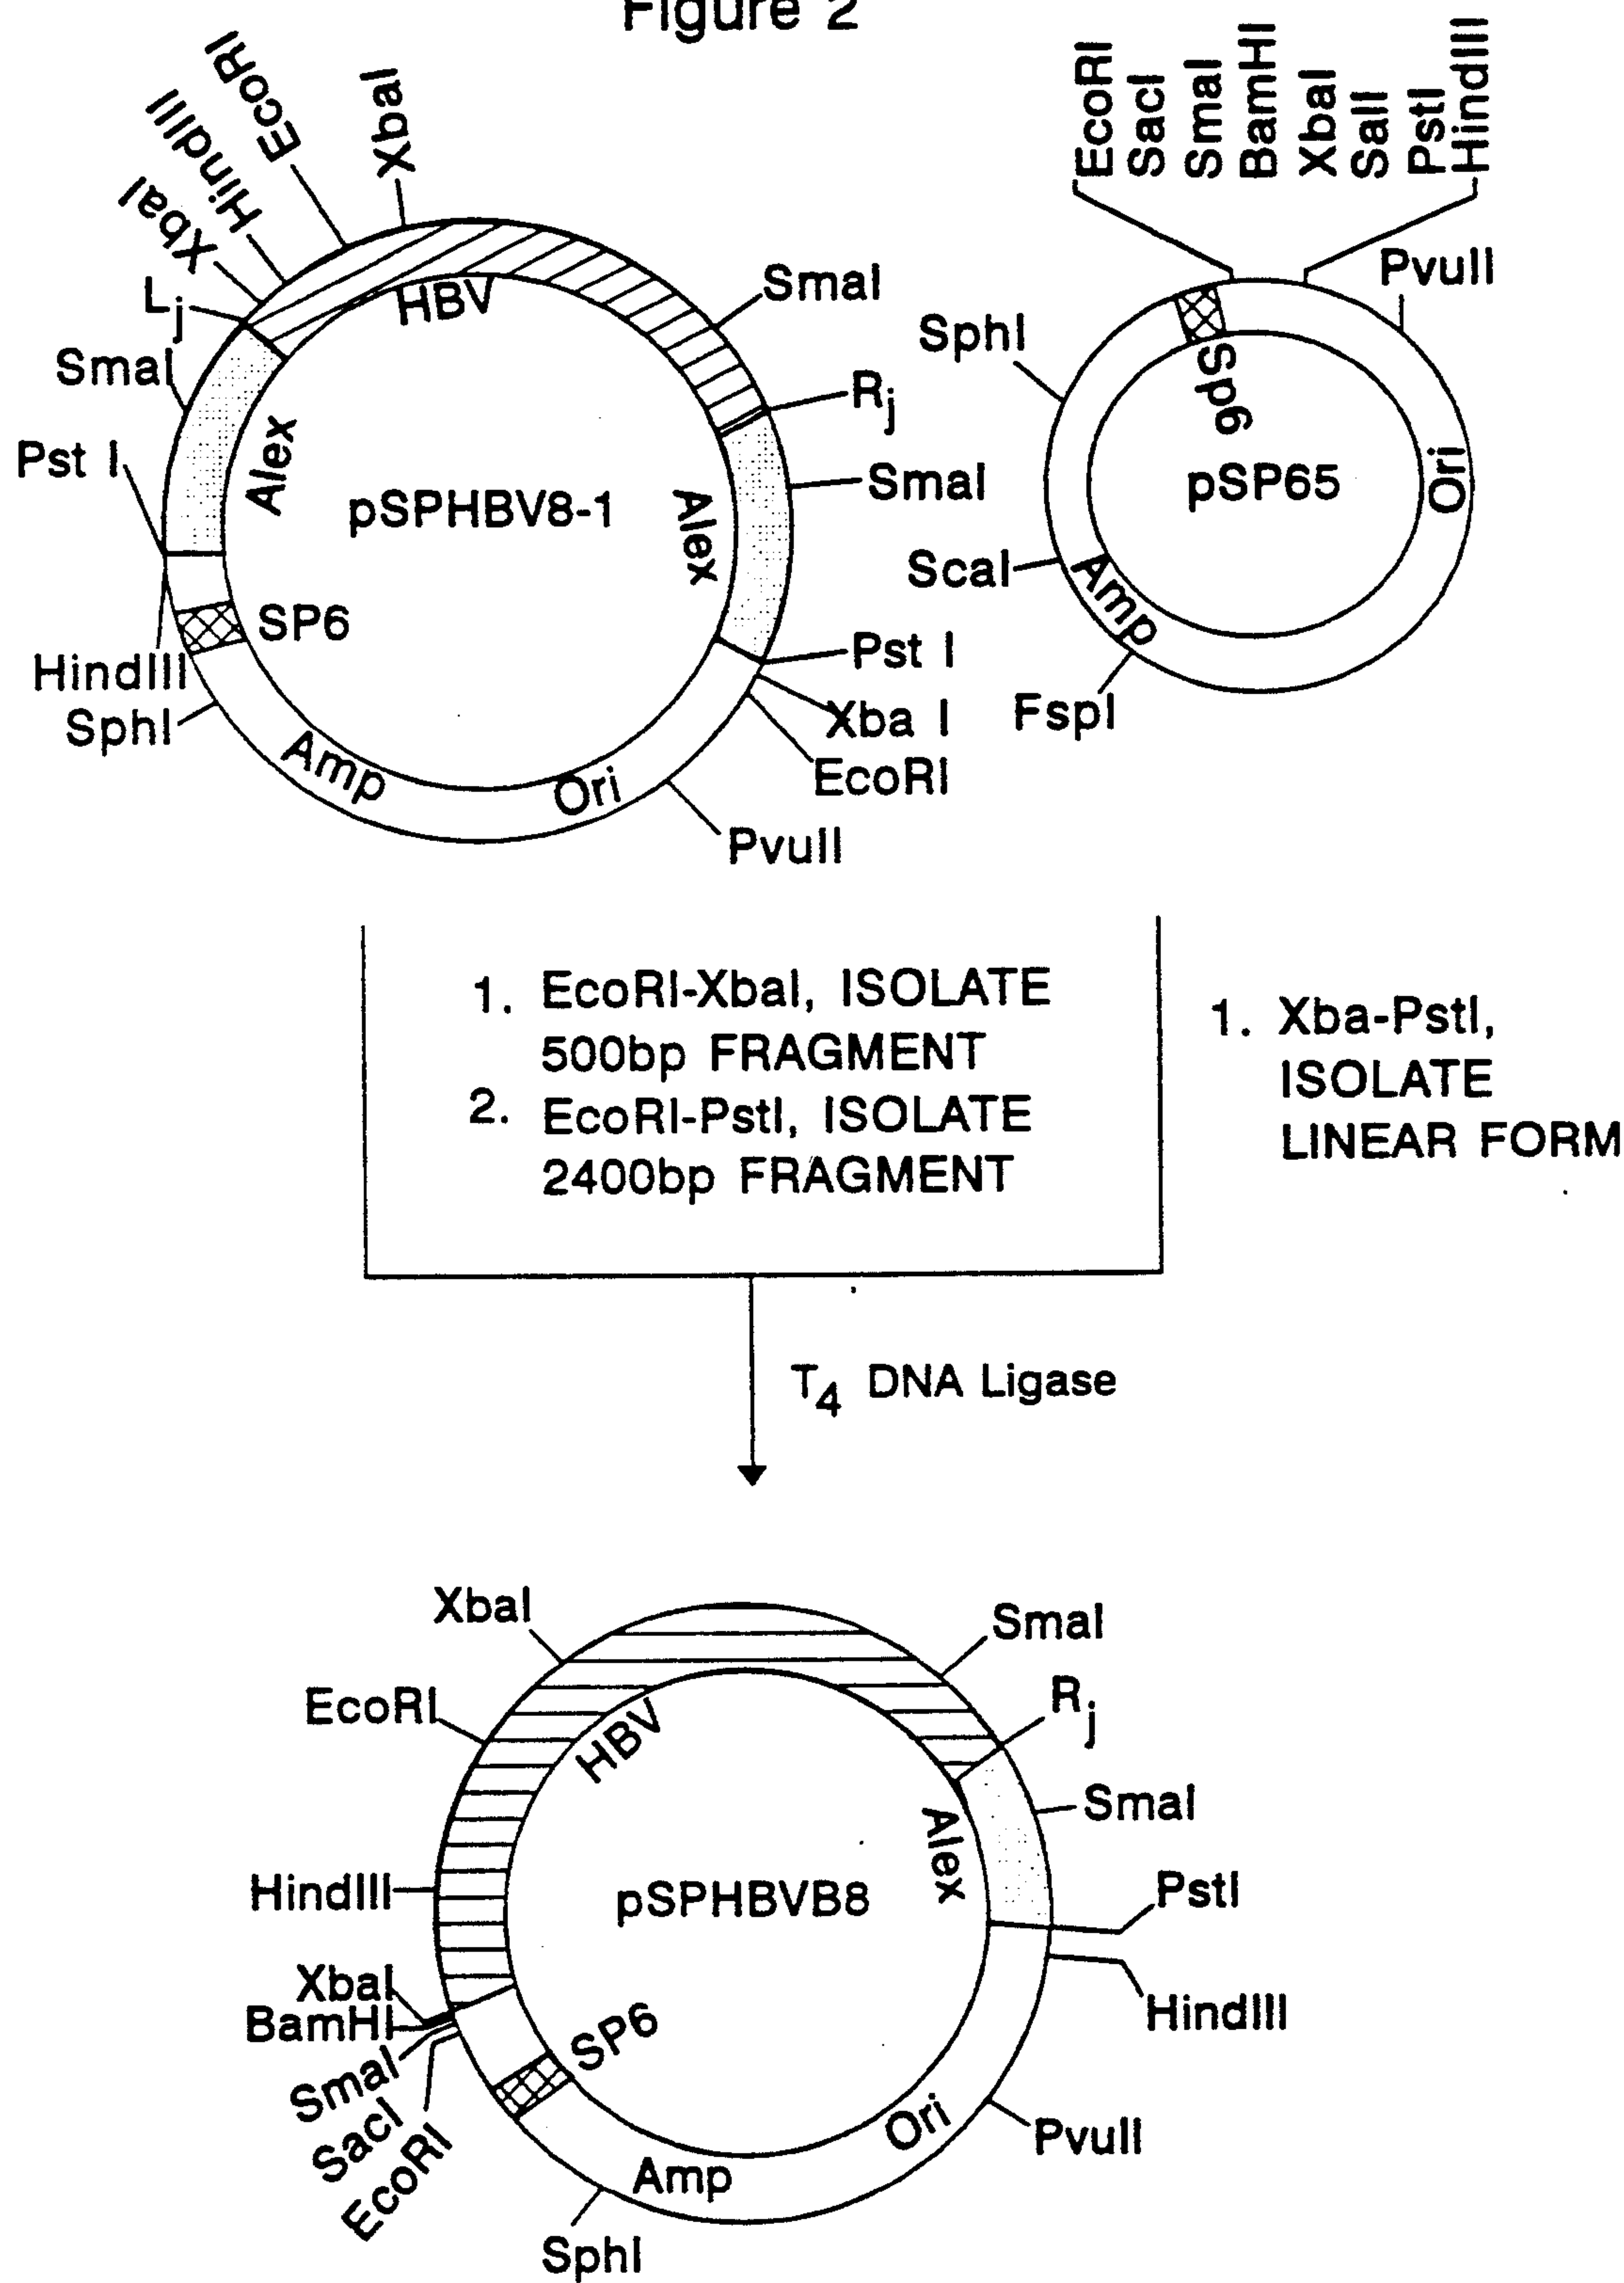 Figure 2
EcoRI
XbaI
HindIII
XbaI
Lj
SmaI
Pst I
HindIII
SphI
HBV
Alex
SP6
Amp
Ori
pSPHBV8-1
SmaI
Rj
SmaI
Alex
Pst I
Xba I
EcoRI
PvuII
EcoRI
SacI
SmaI
BamHI
XbaI
SalI
PstI
HindIII
PvuII
SphI
Sp6
pSP65
Ori
ScaI
Amp
FspI
1. EcoRI-XbaI, ISOLATE
500bp FRAGMENT
2. EcoRI-PstI, ISOLATE
2400bp FRAGMENT
1. Xba-PstI,
ISOLATE
LINEAR FORM
T4 DNA Ligase
XbaI
SmaI
EcoRI
Rj
HBV
SmaI
Alex
HindIII
pSPHBVB8
PstI
XbaI
BamHI
HindIII
SmaI
SP6
SacI
EcoRI
Ori
PvuII
Amp
SphI